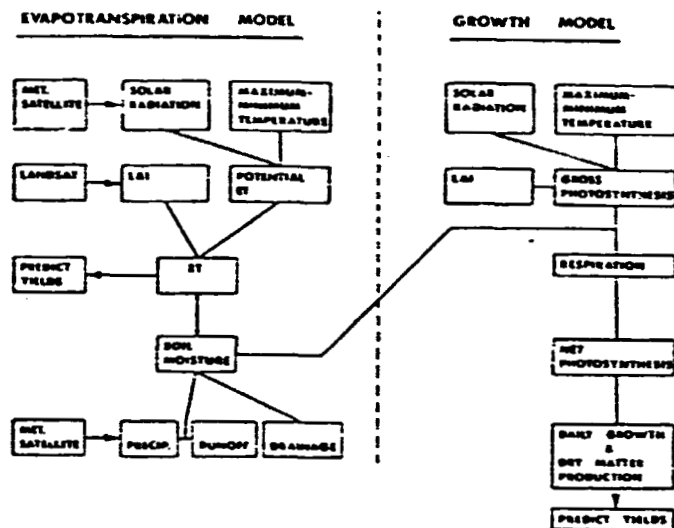 EVAPOTRANSPIRATION MODEL
GROWTH MODEL
MET.
SATELLITE
SOLAR
RADIATION
MAXIMUM-
MINIMUM
TEMPERATURE
LANDSAT
LAI
POTENTIAL
ET
PREDICT
YIELDS
ET
SOIL
MOISTURE
MET.
SATELLITE
PRECIP.
RUNOFF
DRAINAGE
SOLAR
RADIATION
MAXIMUM-
MINIMUM
TEMPERATURE
LAI
GROSS
PHOTOSYNTHESIS
RESPIRATION
NET
PHOTOSYNTHESIS
DAILY GROWTH
&
DRY MATTER
PRODUCTION
PREDICT YIELDS